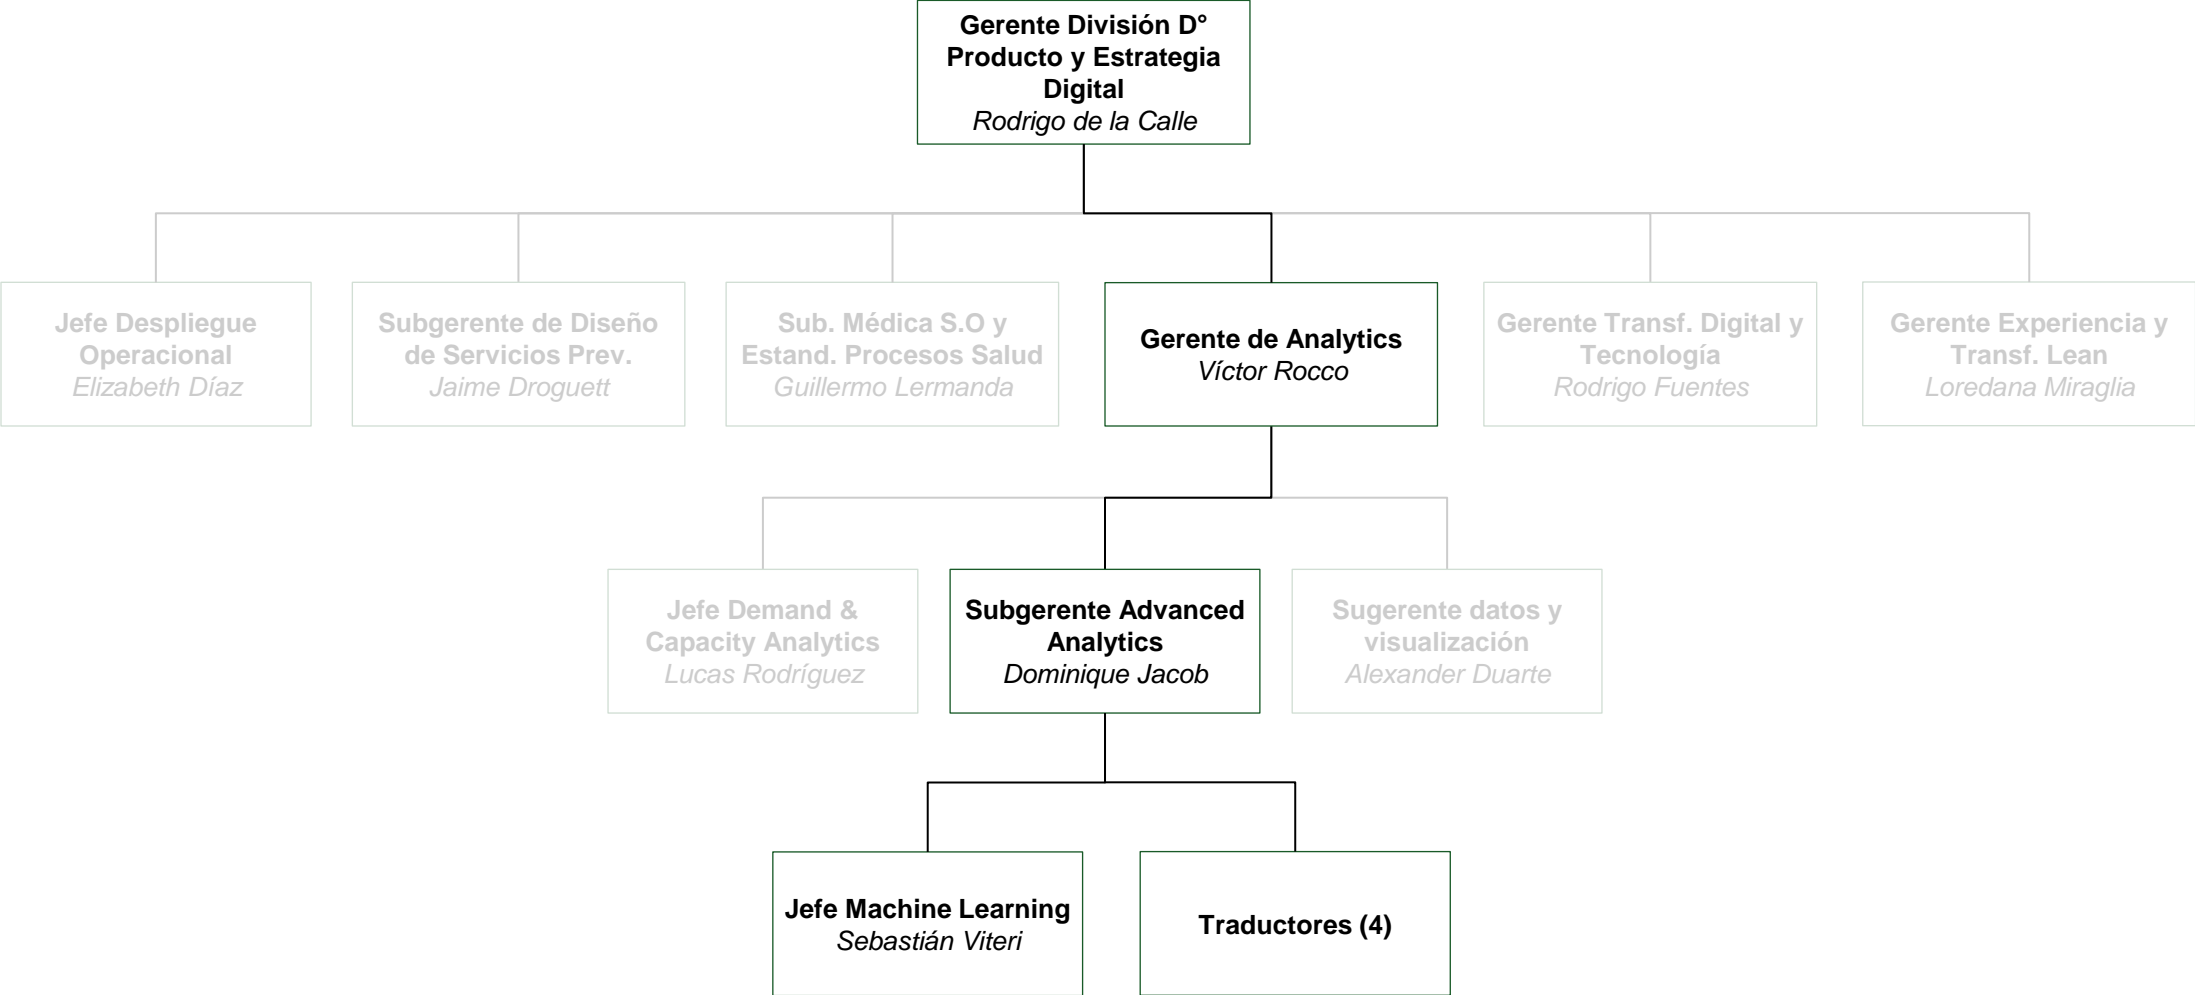 Gerente División D°
Producto y Estrategia
Digital
Rodrigo de la Calle
Jefe Despliegue
Operacional
Elizabeth Díaz
Subgerente de Diseño
de Servicios Prev.
Jaime Droguett
Sub. Médica S.O y
Estand. Procesos Salud
Guillermo Lermanda
Gerente de Analytics
Víctor Rocco
Gerente Transf. Digital y
Tecnología
Rodrigo Fuentes
Gerente Experiencia y
Transf. Lean
Loredana Miraglia
Jefe Demand &
Capacity Analytics
Lucas Rodríguez
Subgerente Advanced
Analytics
Dominique Jacob
Sugerente datos y
visualización
Alexander Duarte
Jefe Machine Learning
Sebastián Viteri
Traductores (4)